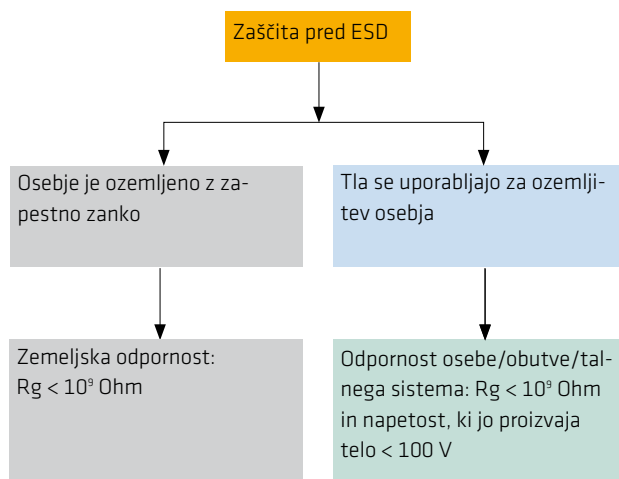 Zaščita pred ESD
Osebje je ozemljeno z za-
pestno zanko
Tla se uporabljajo za ozemlji-
tev osebja
Zemeljska odpornost:
Rg < 10⁹ Ohm
Odpornost osebe/obutve/tal-
nega sistema: Rg < 10⁹ Ohm
in napetost, ki jo proizvaja
telo < 100 V